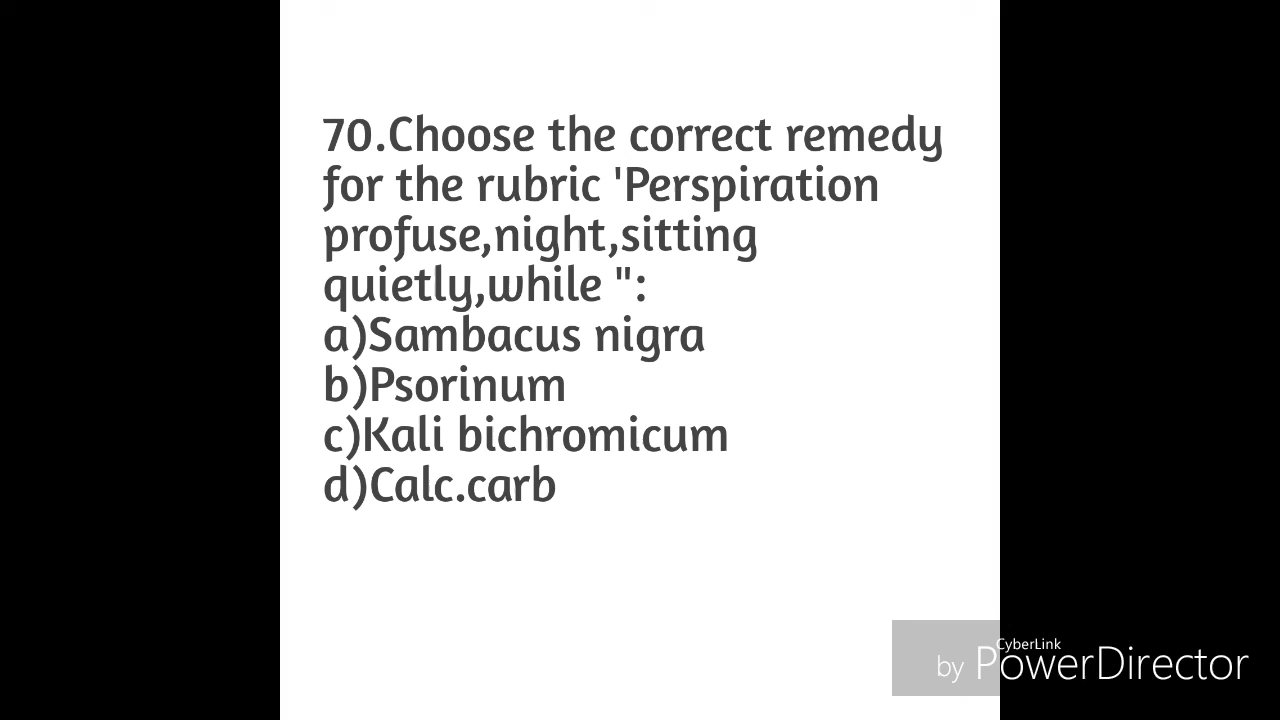 70.Choose the correct remedy
for the rubric 'Perspiration
profuse,night,sitting
quietly,while ":
a)Sambacus nigra
b)Psorinum
c)Kali bichromicum
d)Calc.carb
CyberLink
by PowerDirector